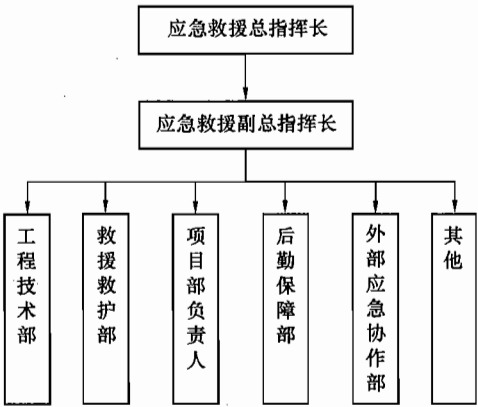 应急救援总指挥长
应急救援副总指挥长
工程技术部
救援救护部
项目部负责人
后勤保障部
外部应急协作部
其他